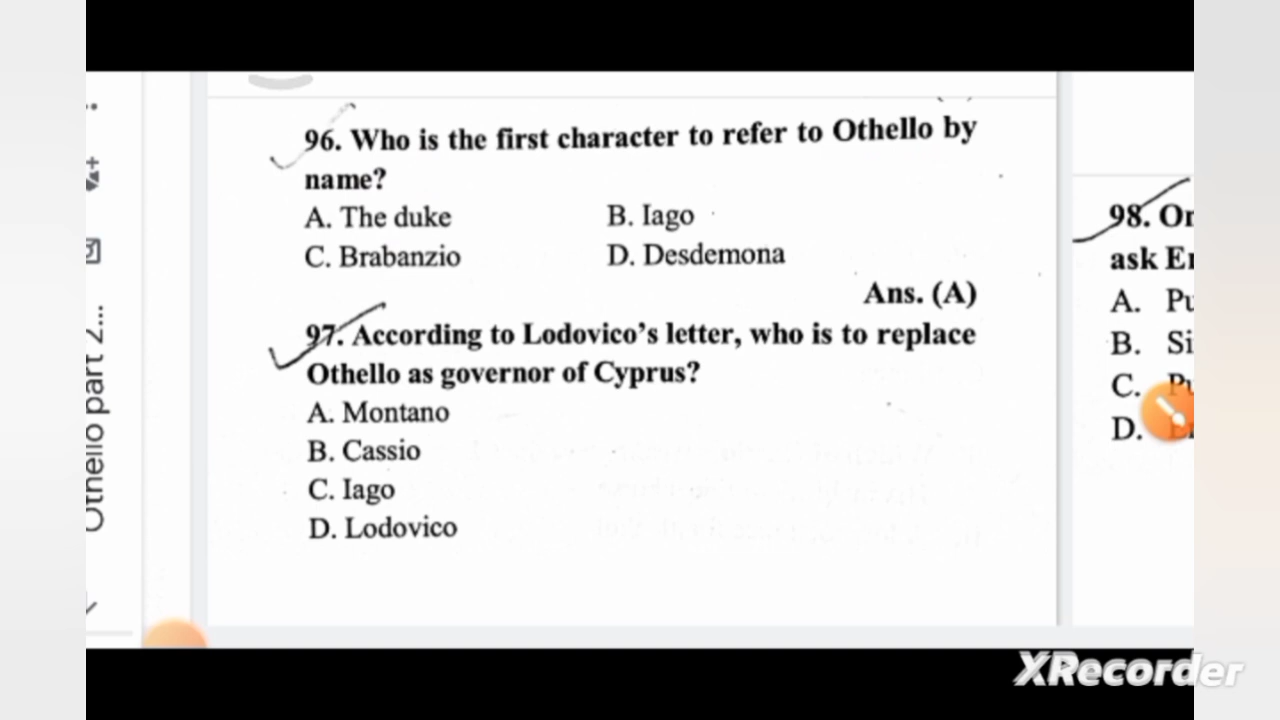 96. Who is the first character to refer to Othello by
name?
A. The duke
B. Iago
C. Brabanzio
D. Desdemona
Ans. (A)
97. According to Lodovico's letter, who is to replace
Othello as governor of Cyprus?
A. Montano
B. Cassio
C. Iago
D. Lodovico
98. 
ask
A.
B.
C.
D.
Othello part 2...
XRecorder